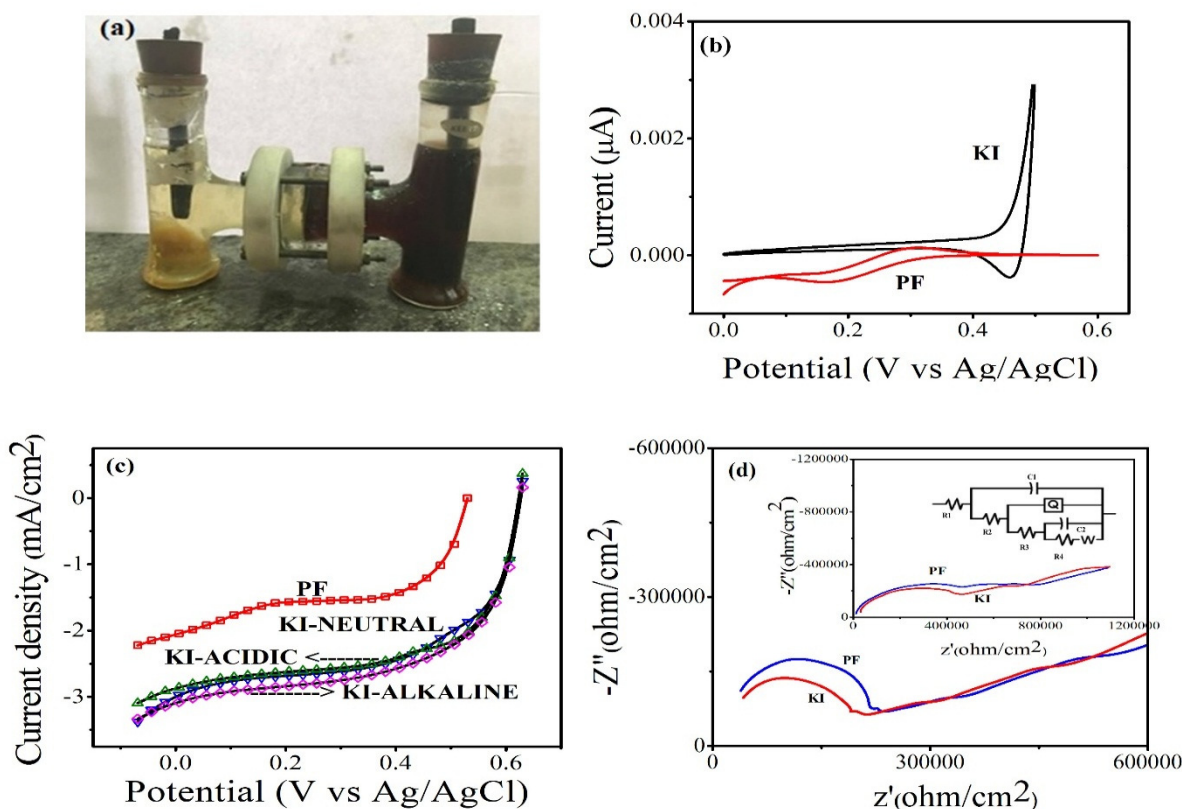 (a)
(b)
0.004
0.002
0.000
Current (μA)
KI
PF
0.0 0.2 0.4 0.6
Potential (V vs Ag/AgCl)
(c)
0
-1
-2
-3
Current density (mA/cm2)
PF
KI-NEUTRAL
KI-ACIDIC <-------
-------> KI-ALKALINE
0.0 0.2 0.4 0.6
Potential (V vs Ag/AgCl)
(d)
-600000
-300000
0
-Z"(ohm/cm2)
PF
KI
0 300000 600000
z'(ohm/cm2)
-1200000
-800000
-400000
0
-Z"(ohm/cm2)
C1
Q
R1
R2
C2
R3
R4
W
PF
KI
0 400000 800000 1200000
z'(ohm/cm2)